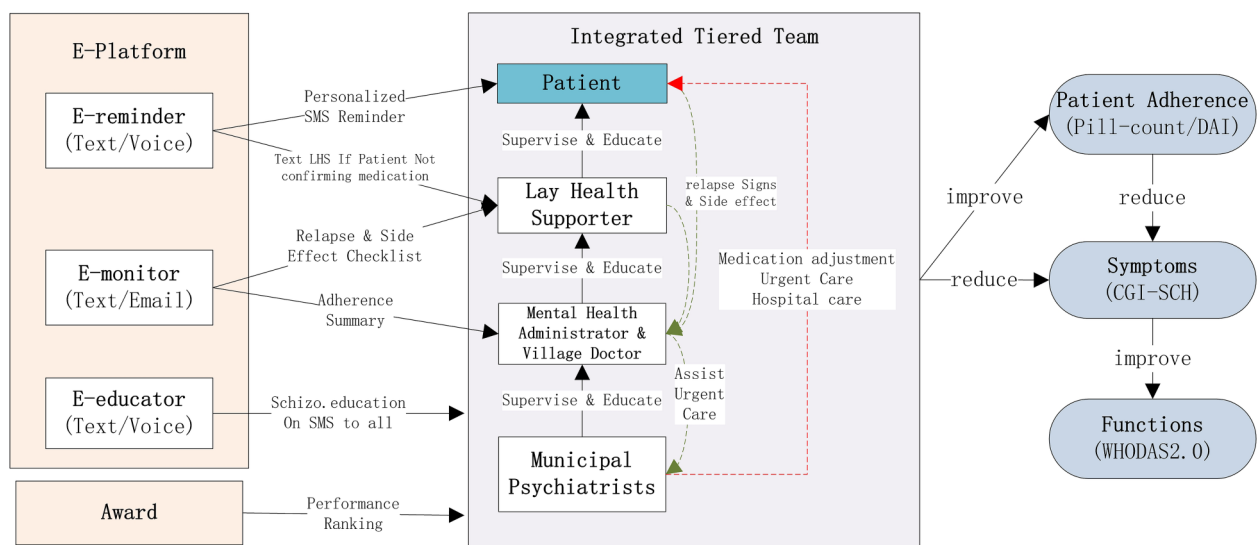 E-Platform
E-reminder
(Text/Voice)
E-monitor
(Text/Email)
E-educator
(Text/Voice)
Award
Personalized
SMS Reminder
Text LHS If Patient Not
confirming medication
Relapse & Side
Effect Checklist
Adherence
Summary
Schizo.education
On SMS to all
Performance
Ranking
Integrated Tiered Team
Patient
Supervise & Educate
Lay Health
Supporter
Supervise & Educate
Mental Health
Administrator &
Village Doctor
Supervise & Educate
Municipal
Psychiatrists
relapse Signs
& Side effect
Assist
Urgent
Care
Medication adjustment
Urgent Care
Hospital care
improve
reduce
Patient Adherence
(Pill-count/DAI)
reduce
Symptoms
(CGI-SCH)
improve
Functions
(WHODAS2.0)